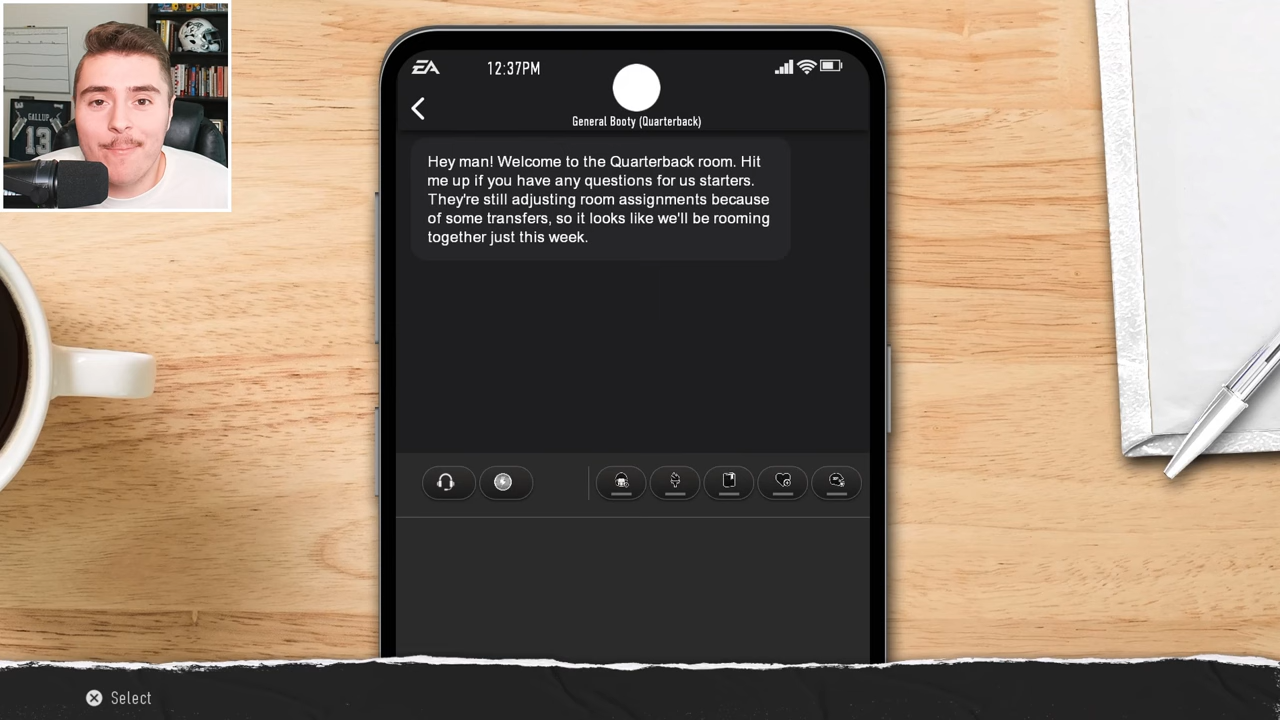 GALLUP
13
EA
12:37PM
General Booty (Quarterback)
Hey man! Welcome to the Quarterback room. Hit
me up if you have any questions for us starters.
They're still adjusting room assignments because
of some transfers, so it looks like we'll be rooming
together just this week.
Select